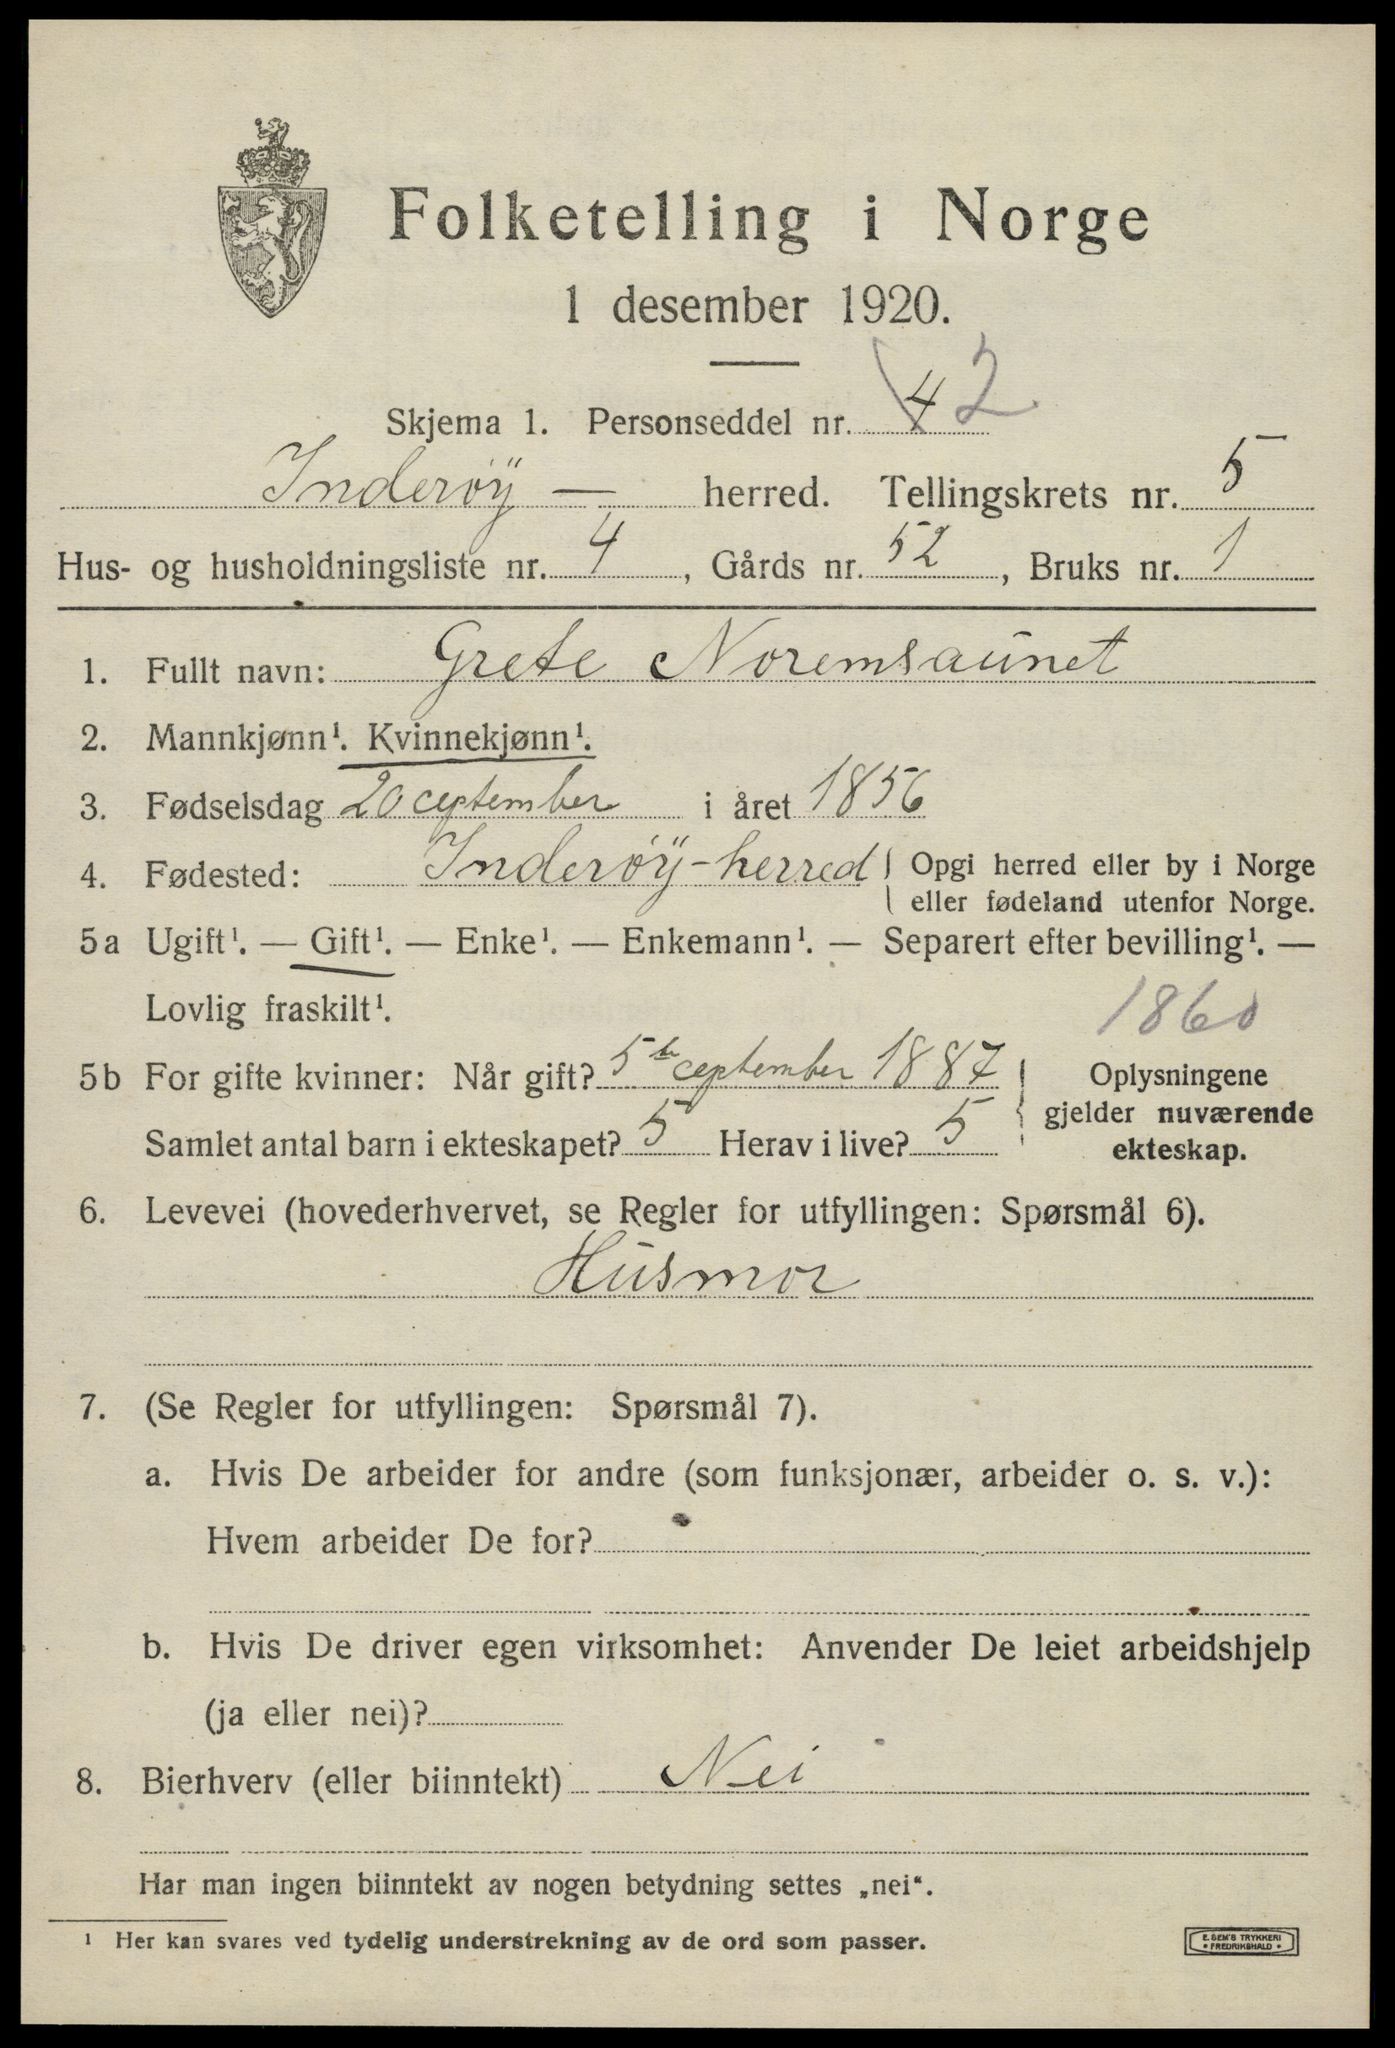 Folketelling i Norge
1 desember 1920.
Skjema 1. Personseddel nr. 4 2
Inderøy — herred. Tellingskrets nr. 5
Hus- og husholdningsliste nr. 4, Gårds nr. 52, Bruks nr. 1
1. Fullt navn: Grete Noremsaunet
2. Mannkjønn¹. Kvinnekjønn¹.
3. Fødselsdag 20 ceptember i året 1856
4. Fødested: Inderøy-herred Opgi herred eller by i Norge
eller fødeland utenfor Norge.
5a Ugift¹. — Gift¹. — Enke¹. — Enkemann¹. — Separert efter bevilling¹. —
Lovlig fraskilt¹.
1860
5b For gifte kvinner: Når gift? 5te ceptember 1887
Samlet antal barn i ekteskapet? 5 Herav i live? 5
Oplysningene
gjelder nuværende
ekteskap.
6. Levevei (hovederhvervet, se Regler for utfyllingen: Spørsmål 6).
Husmor
7. (Se Regler for utfyllingen: Spørsmål 7).
a. Hvis De arbeider for andre (som funksjonær, arbeider o. s. v.):
Hvem arbeider De for?
b. Hvis De driver egen virksomhet: Anvender De leiet arbeidshjelp
(ja eller nei)?
8. Bierhverv (eller biinntekt) Nei
Har man ingen biinntekt av nogen betydning settes „nei“.
¹ Her kan svares ved tydelig understrekning av de ord som passer.
E. SEM'S TRYKKERI
• FREDRIKSHALD •